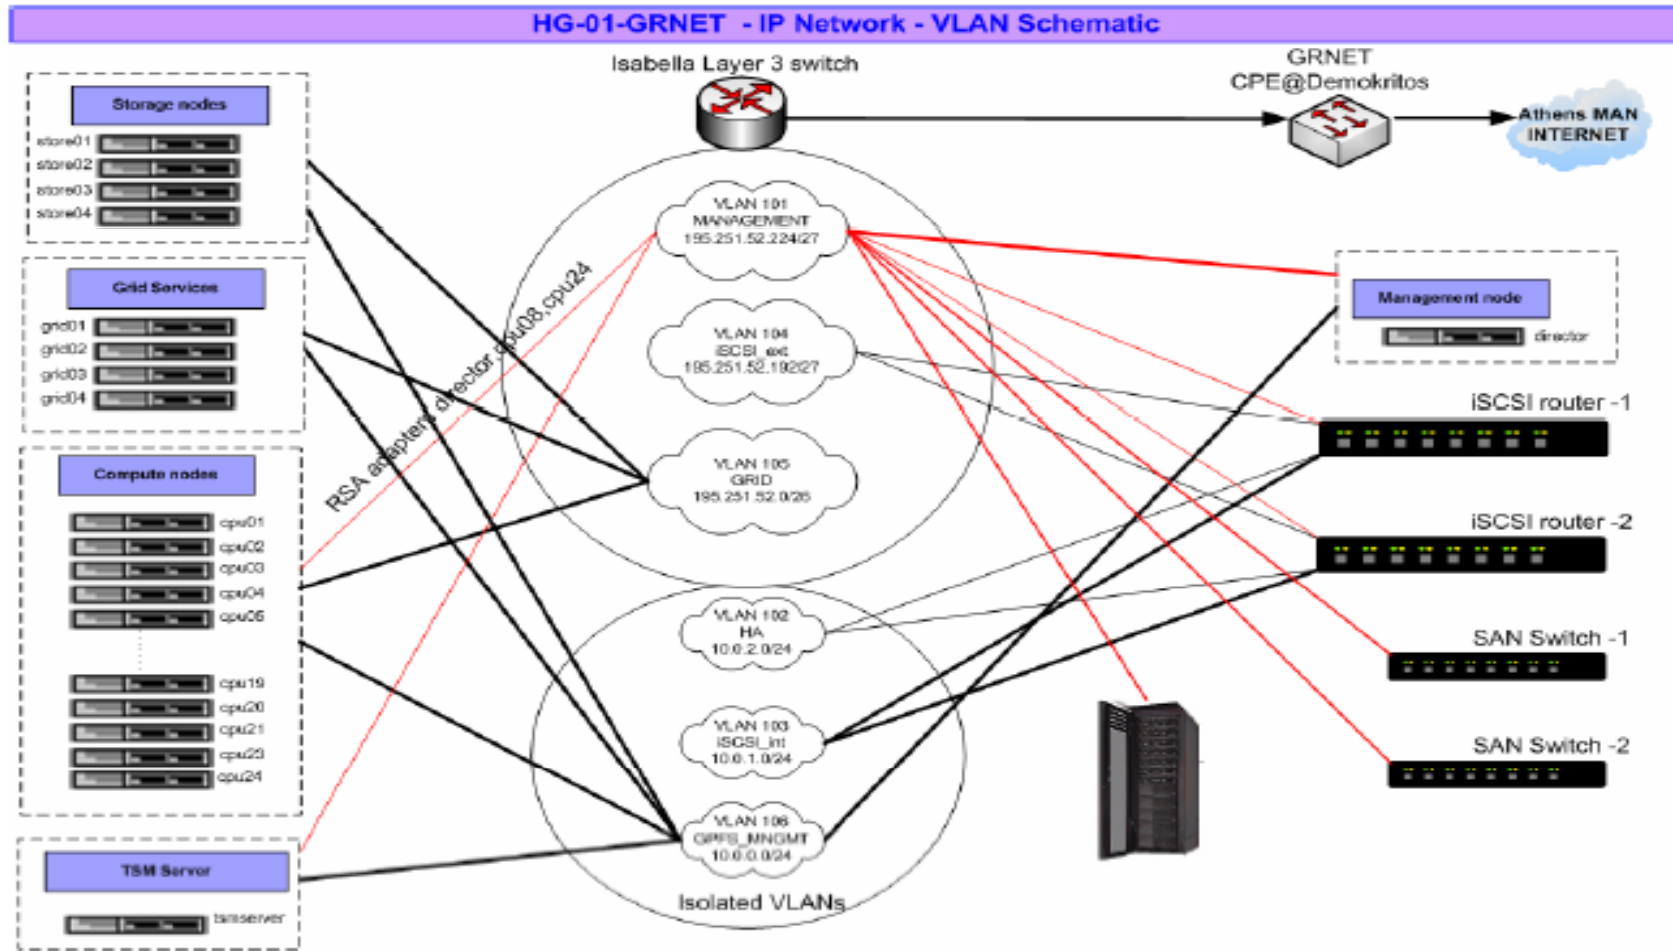 HG-01-GRNET - IP Network - VLAN Schematic
Isabella Layer 3 switch
GRNET
CPE@Demokritos
Athens MAN
INTERNET
Storage nodes
store01
store02
store03
store04
Grid Services
grid01
grid02
grid03
grid04
Compute nodes
cpu01
cpu02
cpu03
cpu04
cpu05
cpu19
cpu20
cpu21
cpu23
cpu24
TSM Server
tsmserver
RSA adapters director,cpu08,cpu24
VLAN 101
MANAGEMENT
195.251.52.224/27
VLAN 104
iSCSI_ext
195.251.52.192/27
VLAN 105
GRID
195.251.52.0/26
VLAN 102
HA
10.0.2.0/24
VLAN 103
iSCSI_int
10.0.1.0/24
VLAN 106
GPFS_MNGMT
10.0.0.0/24
Isolated VLANs
Management node
director
iSCSI router -1
iSCSI router -2
SAN Switch -1
SAN Switch -2